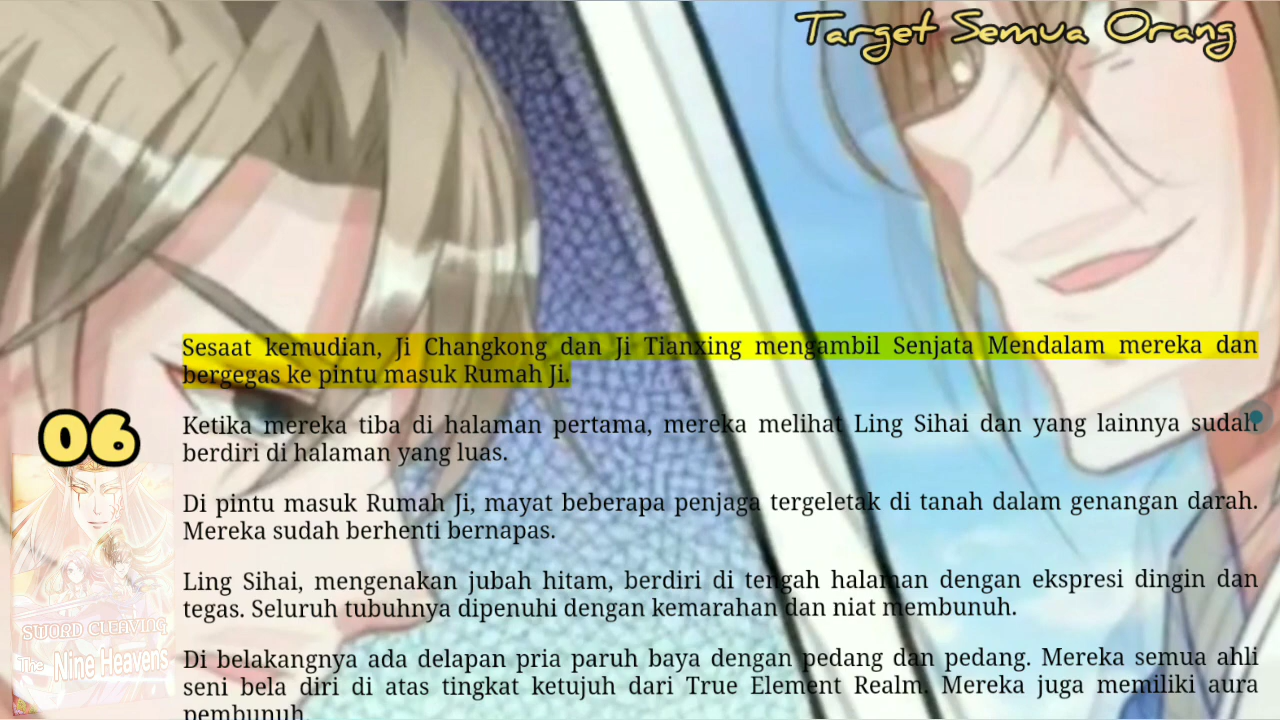 Target Semua Orang
Sesaat kemudian, Ji Changkong dan Ji Tianxing mengambil Senjata Mendalam mereka dan
bergegas ke pintu masuk Rumah Ji.
06
Ketika mereka tiba di halaman pertama, mereka melihat Ling Sihai dan yang lainnya sudah
berdiri di halaman yang luas.
Di pintu masuk Rumah Ji, mayat beberapa penjaga tergeletak di tanah dalam genangan darah.
Mereka sudah berhenti bernapas.
Ling Sihai, mengenakan jubah hitam, berdiri di tengah halaman dengan ekspresi dingin dan
tegas. Seluruh tubuhnya dipenuhi dengan kemarahan dan niat membunuh.
SWORD CLEAVING
The Nine Heavens
Di belakangnya ada delapan pria paruh baya dengan pedang dan pedang. Mereka semua ahli
seni bela diri di atas tingkat ketujuh dari True Element Realm. Mereka juga memiliki aura
pembunuh.